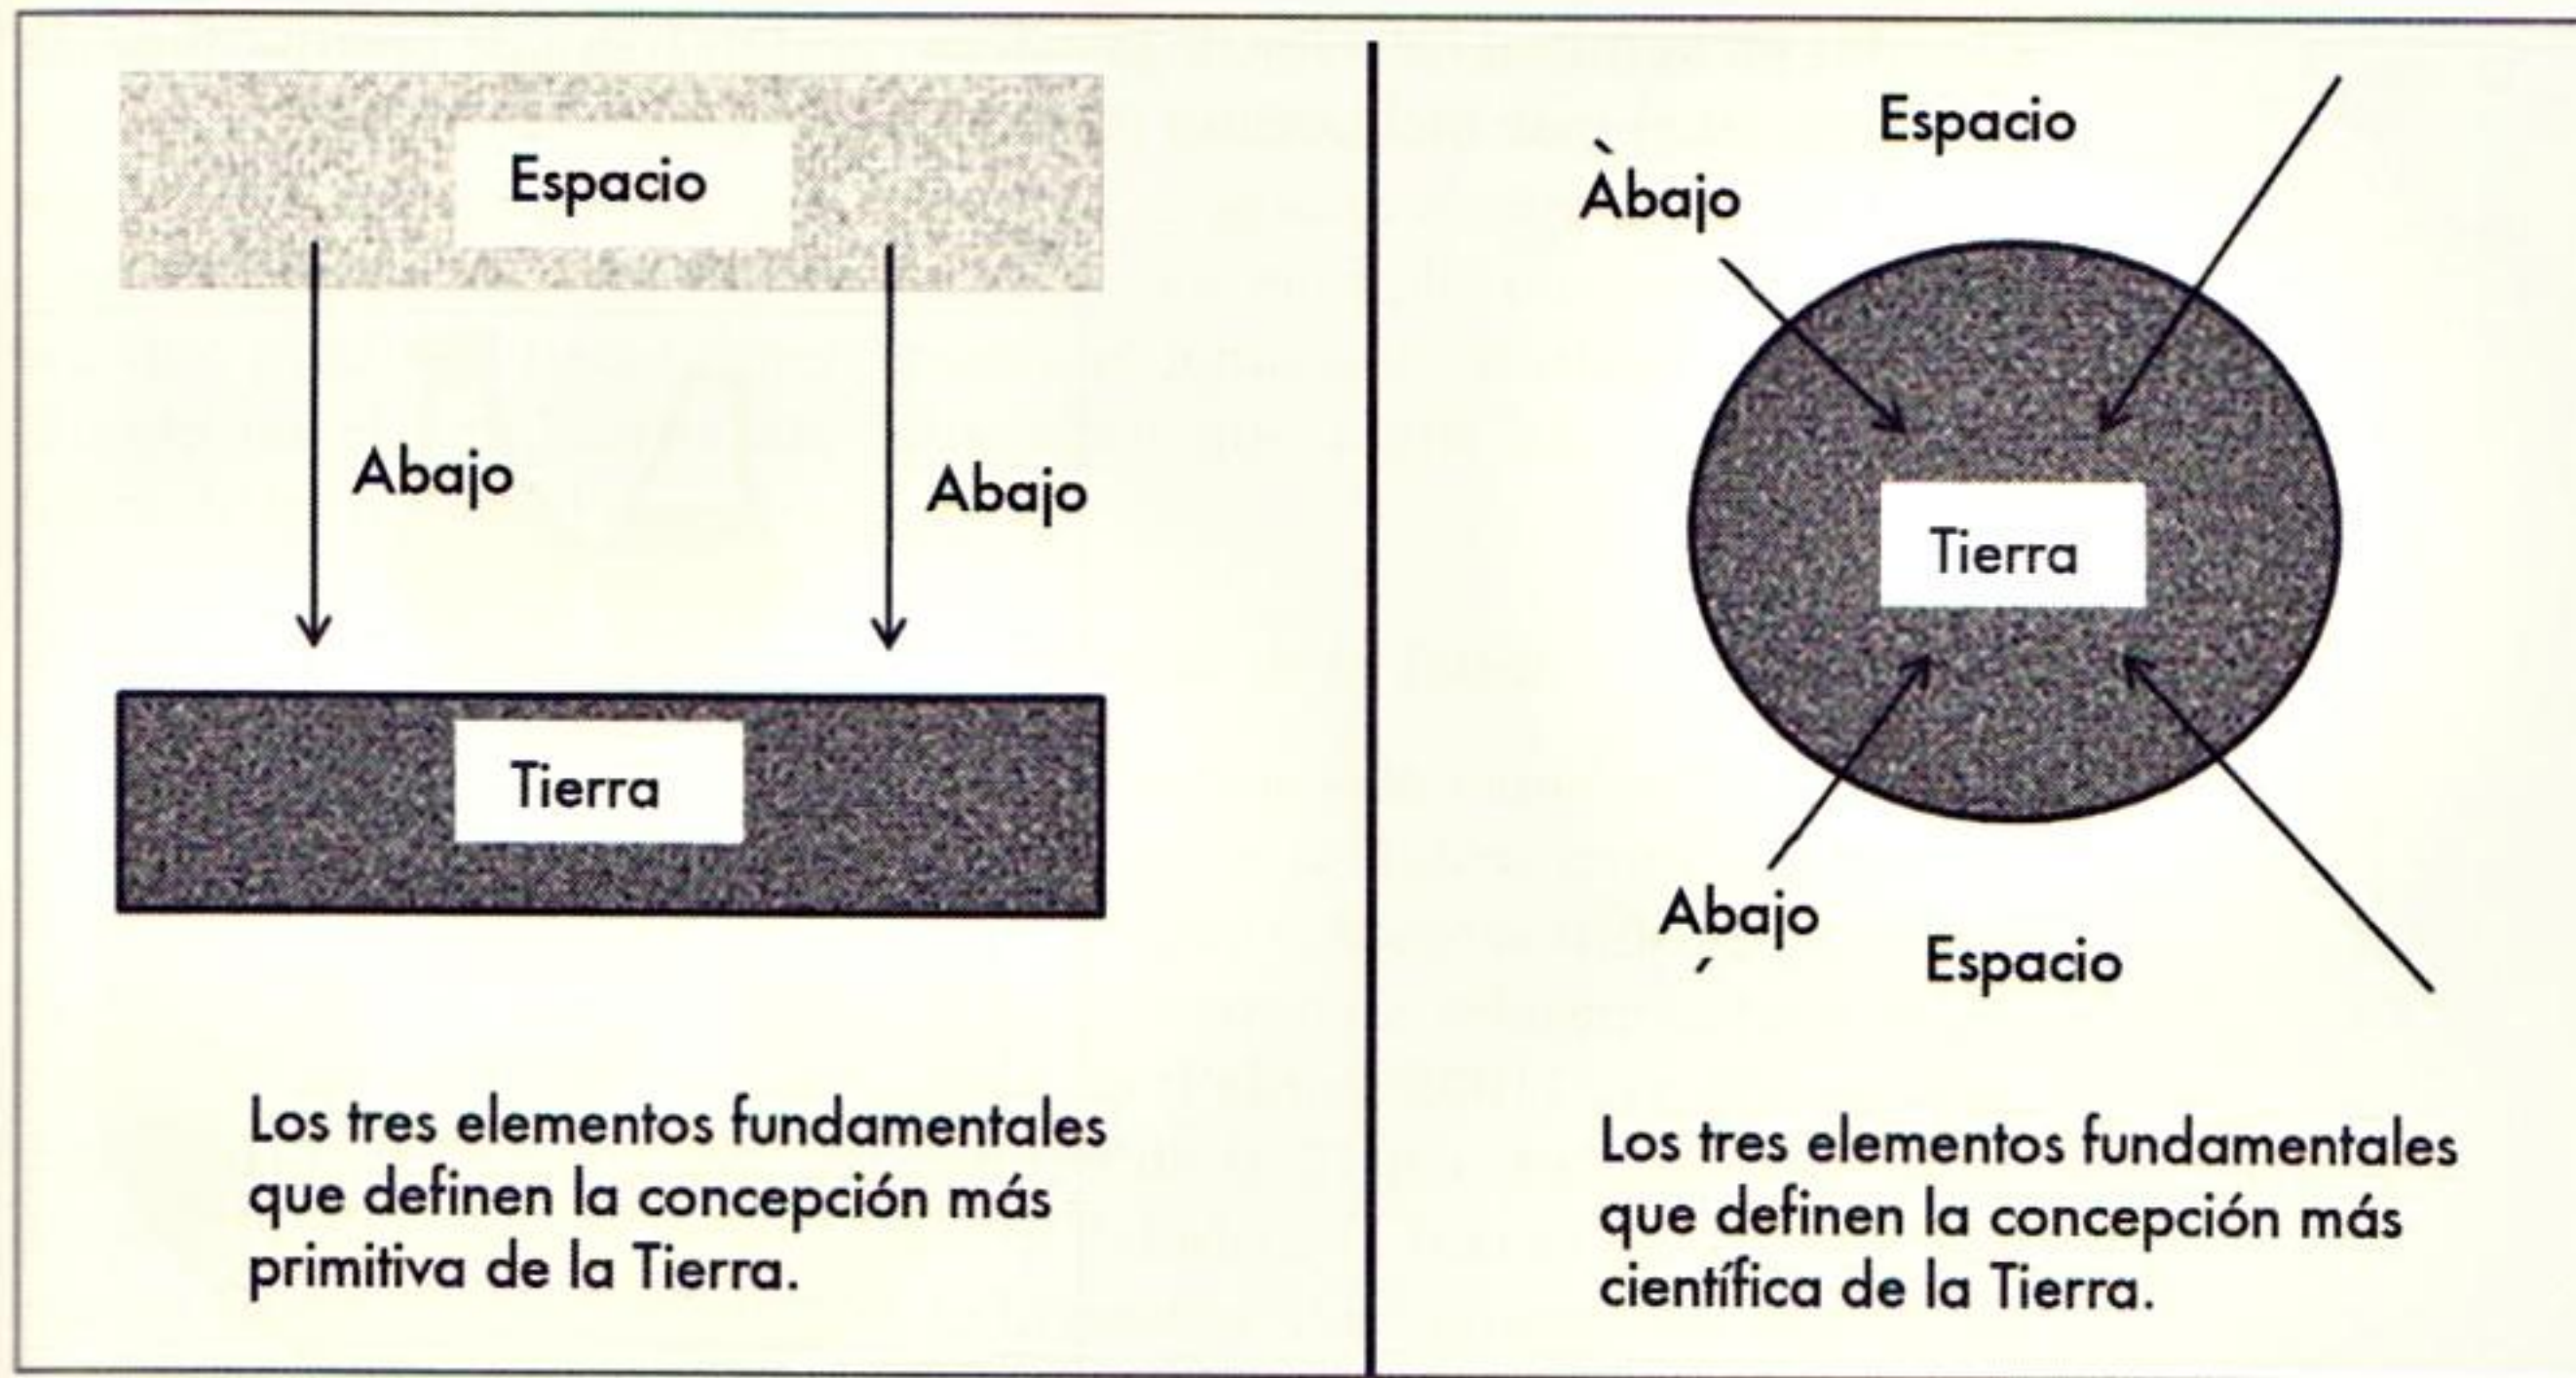 Espacio
Abajo
Abajo
Tierra
Los tres elementos fundamentales
que definen la concepción más
primitiva de la Tierra.
Espacio
Abajo
Tierra
Abajo
Espacio
Los tres elementos fundamentales
que definen la concepción más
científica de la Tierra.